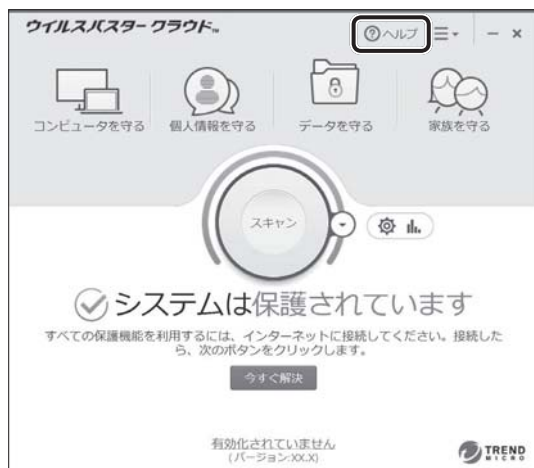 ウイルスバスター クラウド™
?ヘルプ
コンピュータを守る
個人情報を守る
データを守る
家族を守る
スキャン
システムは保護されています
すべての保護機能を利用するには、インターネットに接続してください。接続した
ら、次のボタンをクリックします。
今すぐ解決
有効化されていません
(バージョン:XX.X)
TREND
MICRO